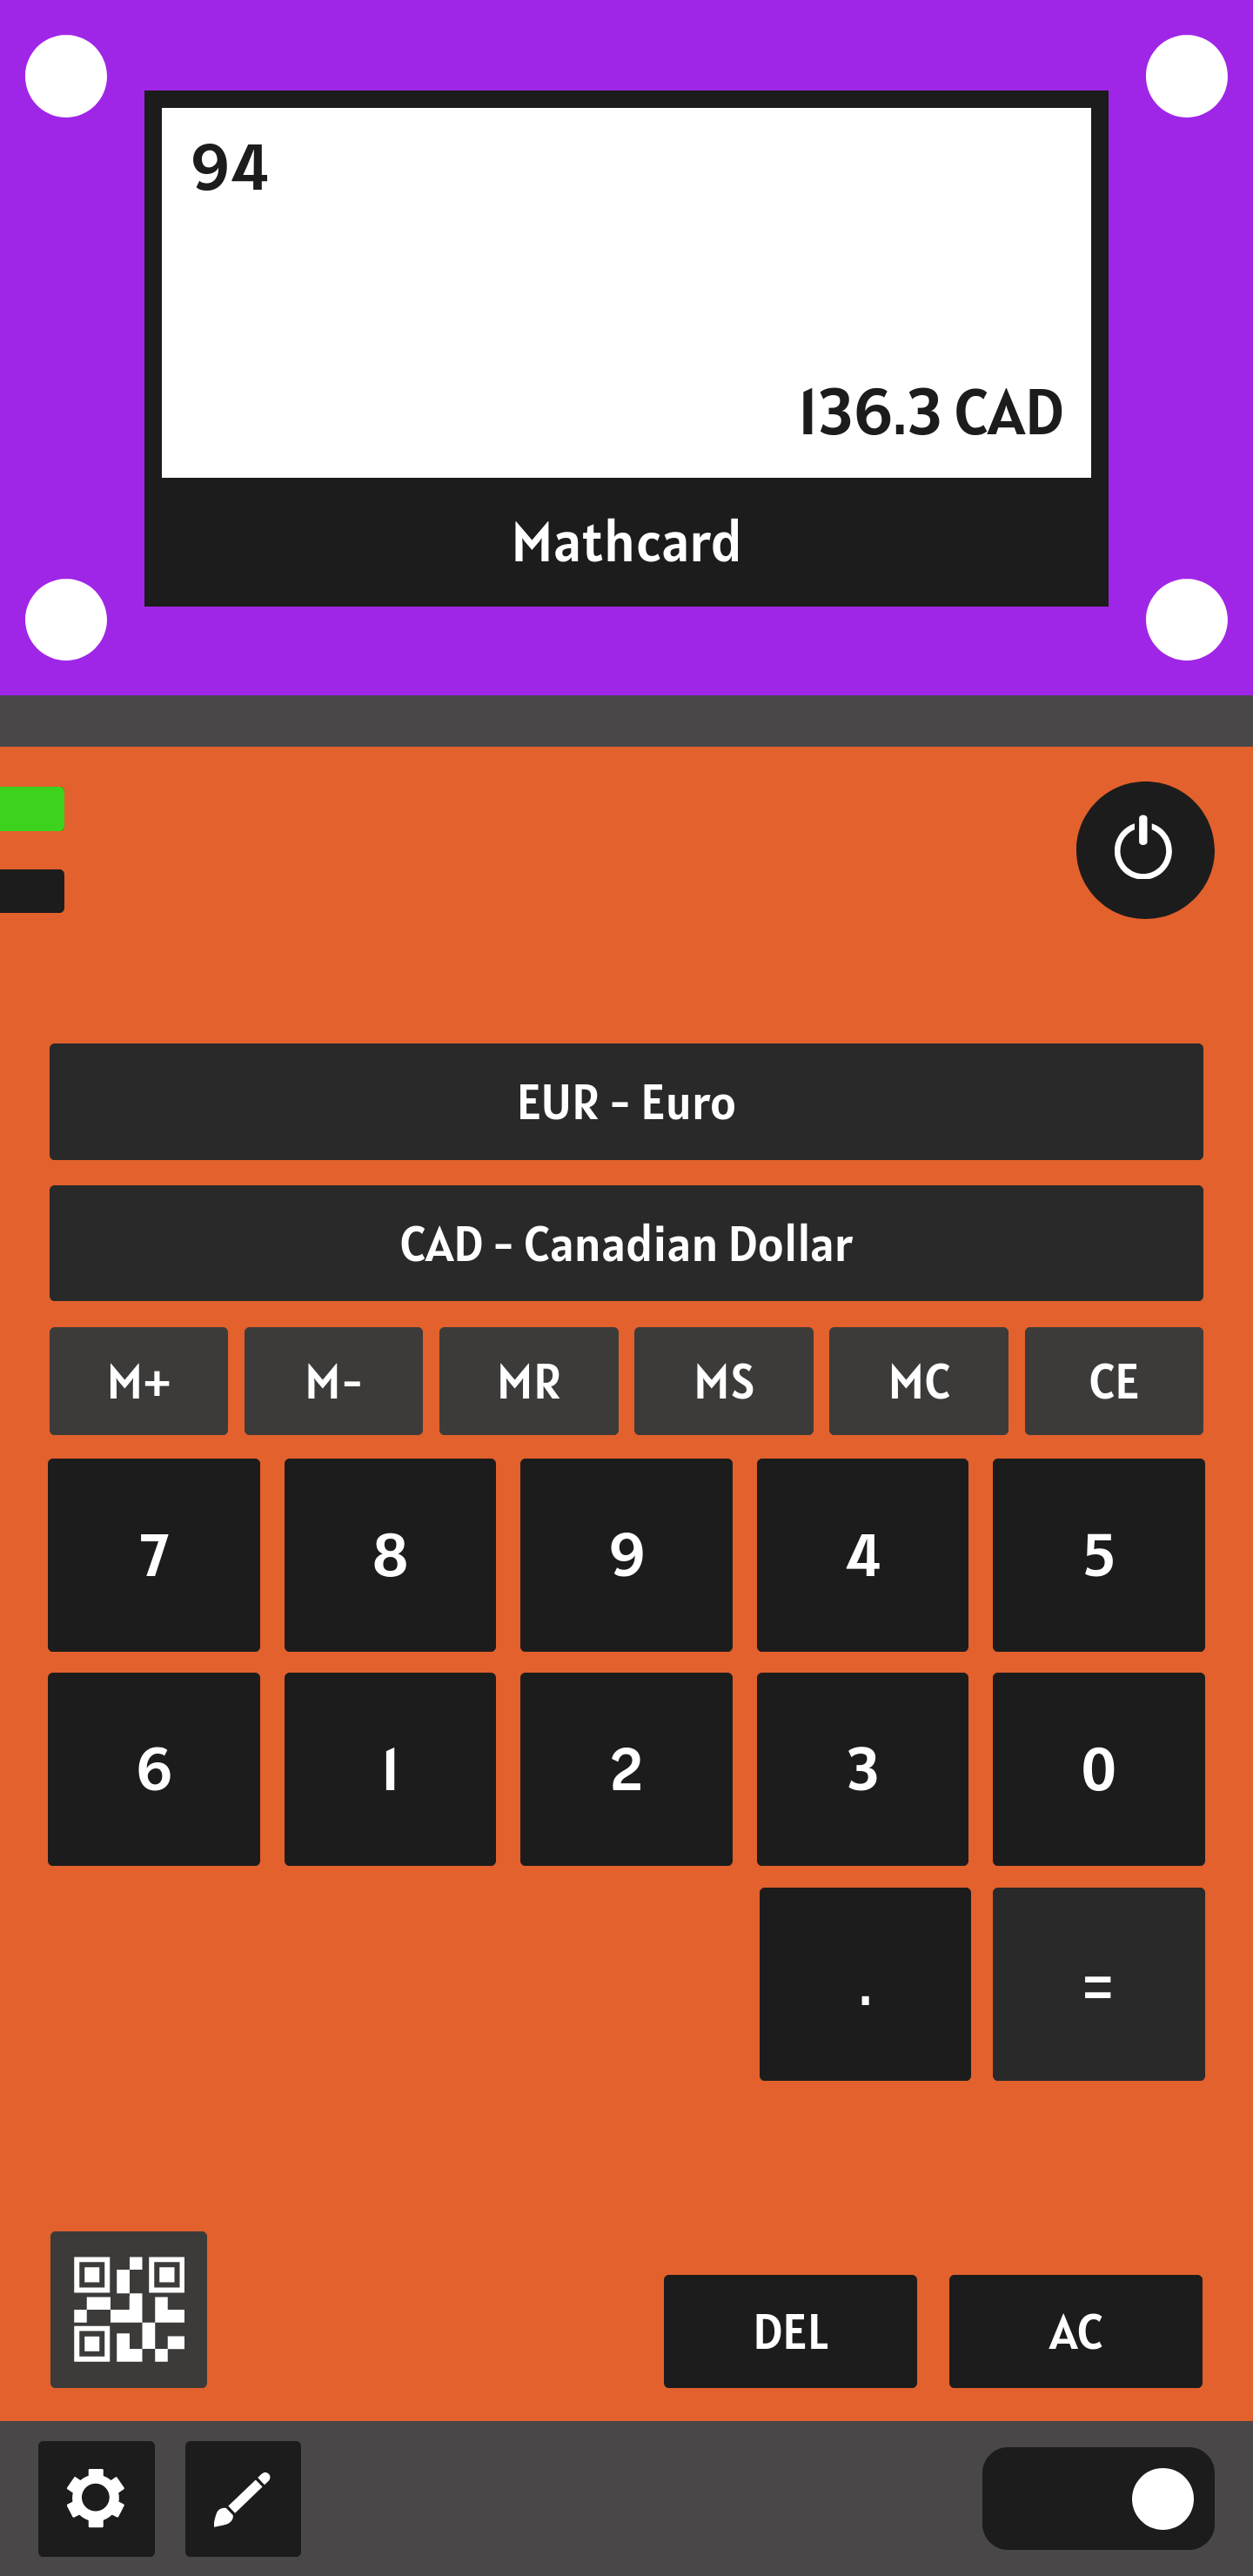 94
136.3 CAD
Mathcard
EUR - Euro
CAD - Canadian Dollar
M+ M- MR MS MC CE
7 8 9 4 5
6 1 2 3 0
. =
DEL AC